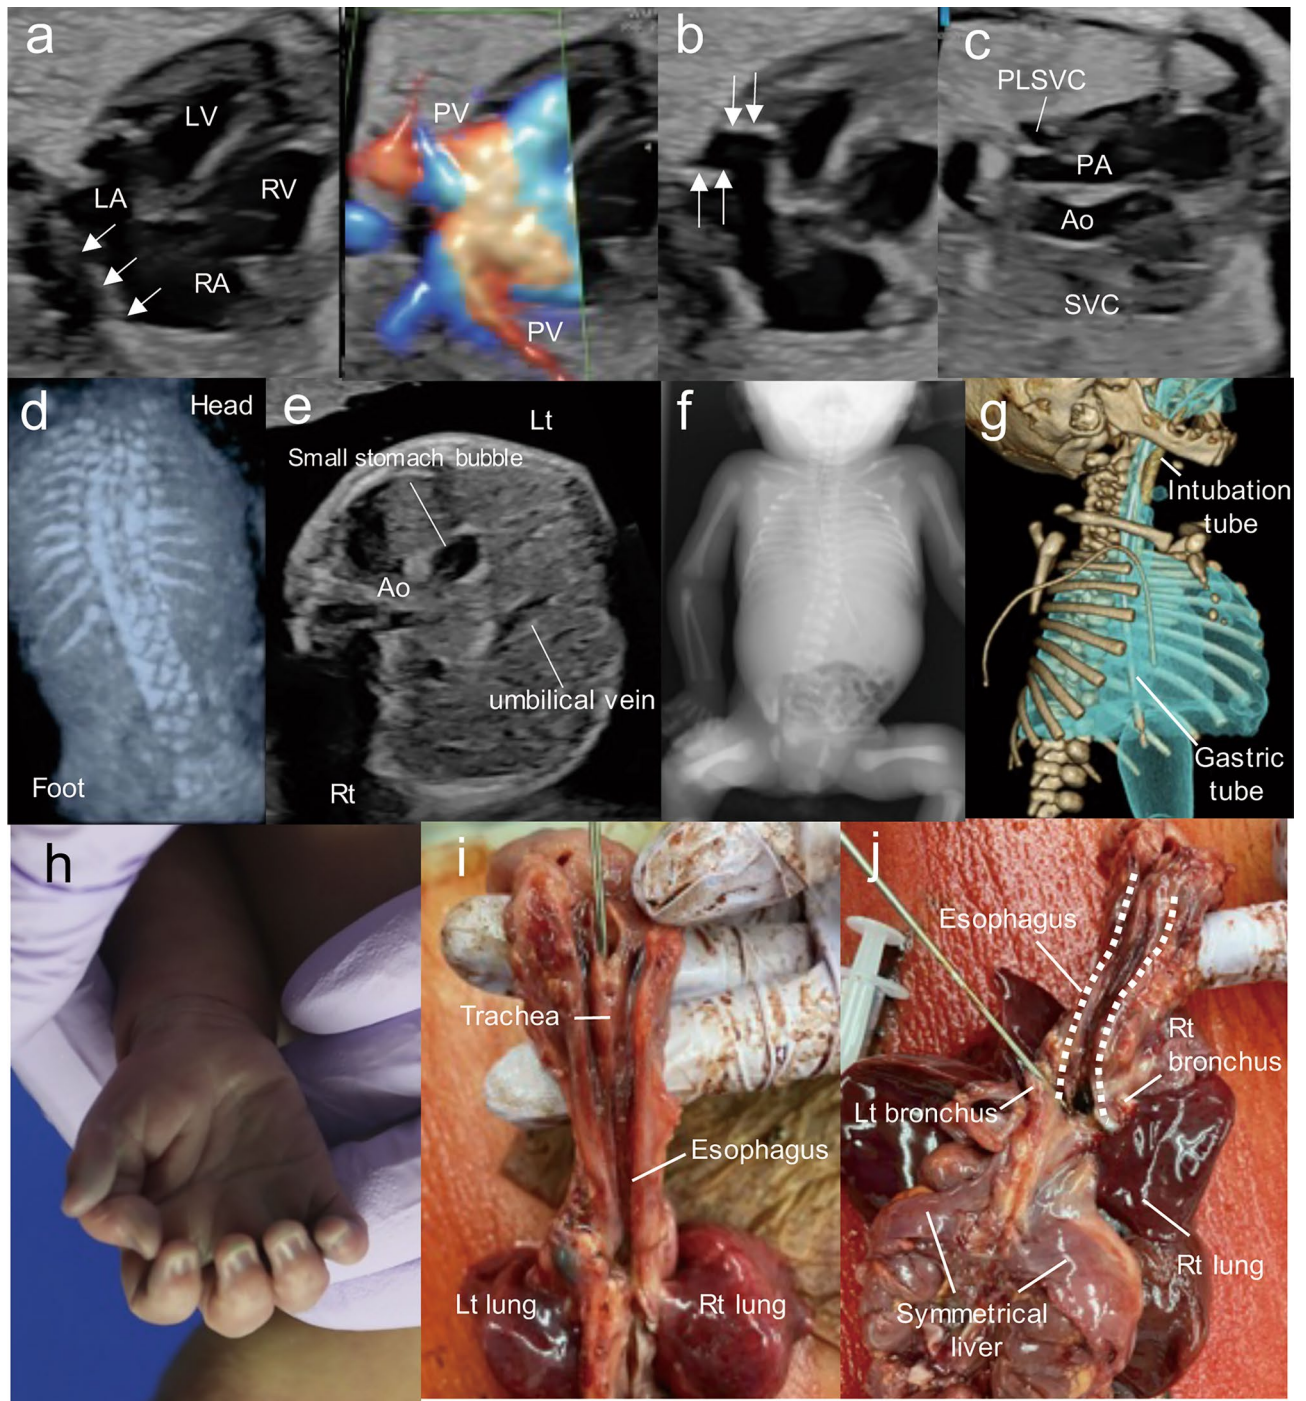 a
LV
LA
RV
RA
PV
PV
b
c
PLSVC
PA
Ao
SVC
d
Head
Foot
e
Lt
Small stomach bubble
Ao
umbilical vein
Rt
f
g
Intubation
tube
Gastric
tube
h
i
Trachea
Esophagus
Lt lung
Rt lung
j
Esophagus
Rt
bronchus
Lt bronchus
Rt lung
Symmetrical
liver